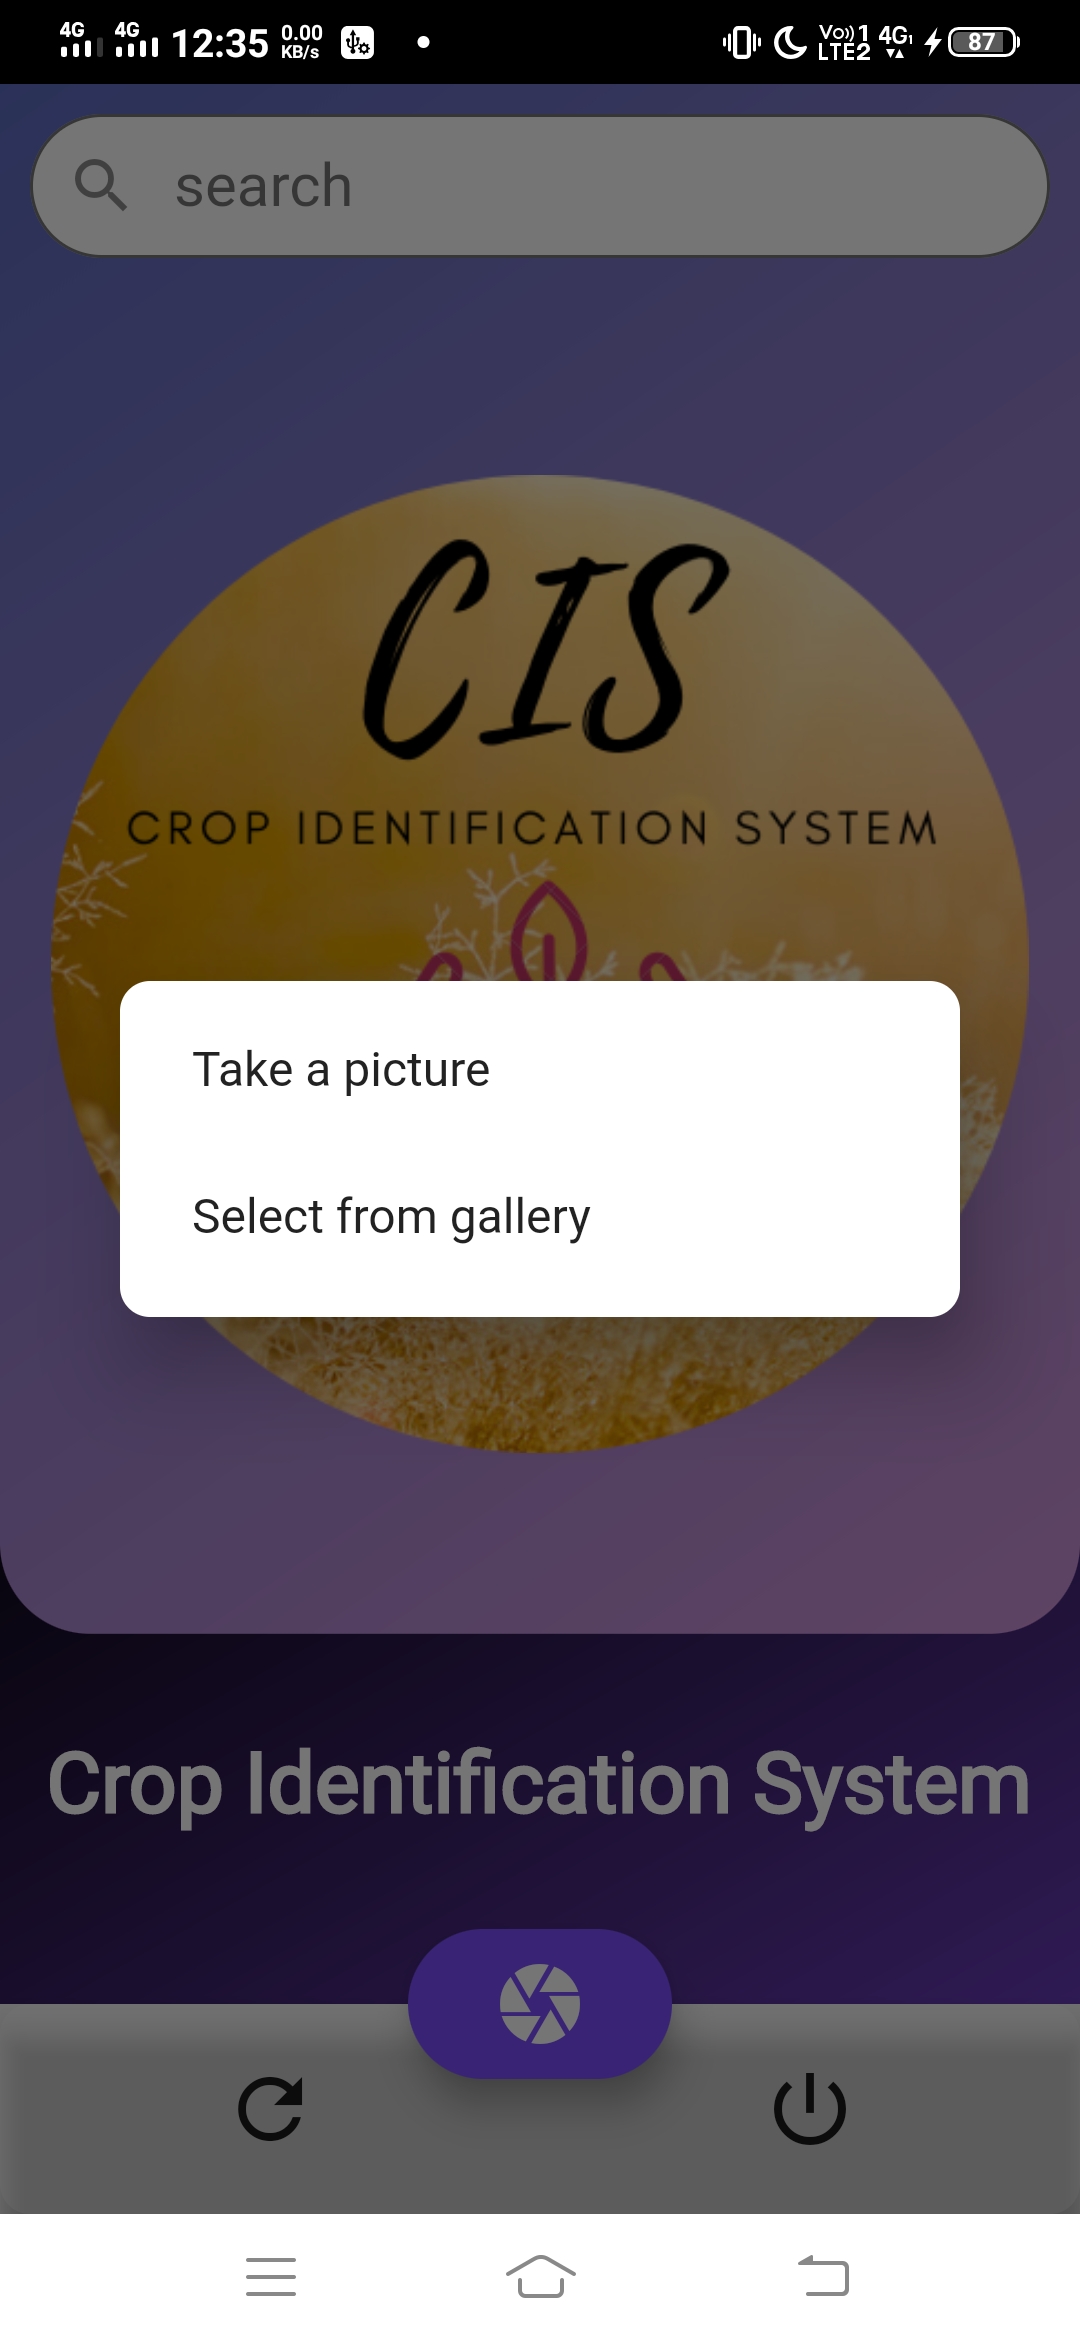 4G 4G 12:35 0.00 KB/s Vo 1 LTE2 4G 87
search
CIS
CROP IDENTIFICATION SYSTEM
Take a picture
Select from gallery
Crop Identification System